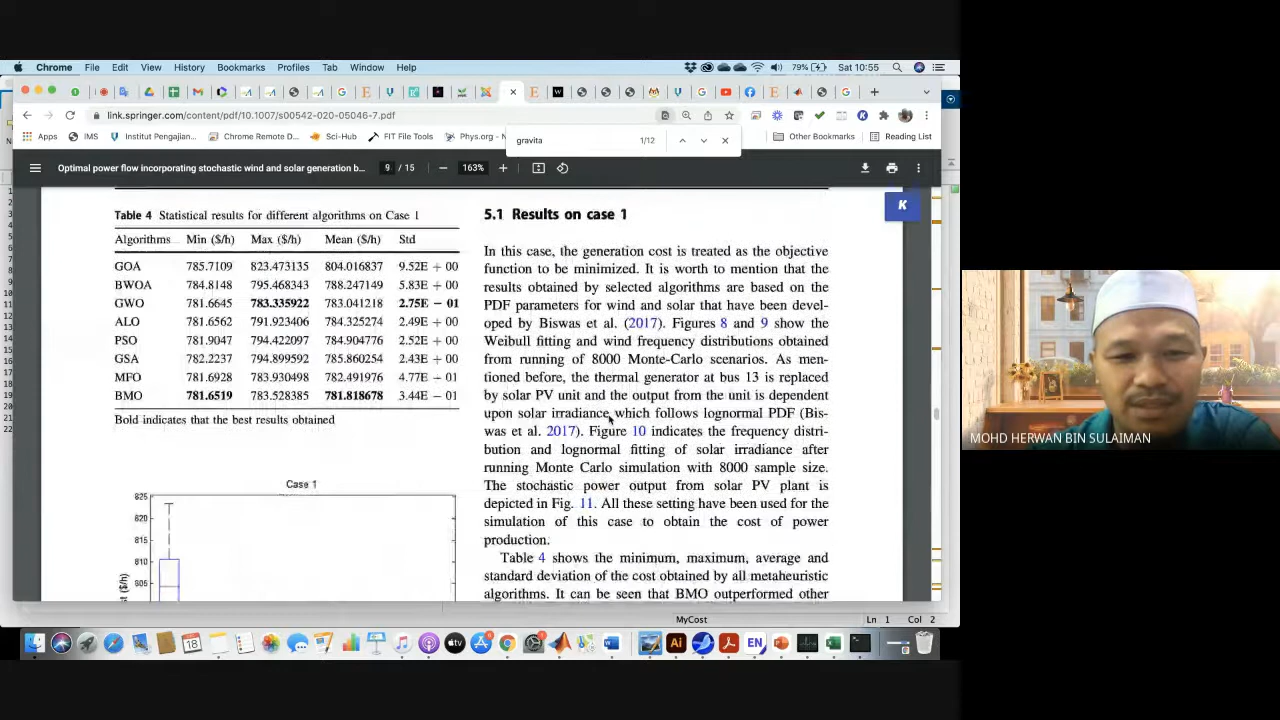 Chrome File Edit View History Bookmarks Profiles Tab Window Help
79% Sat 10:55
link.springer.com/content/pdf/10.1007/s00542-020-05046-7.pdf
Apps IMS Institut Pengajian... Chrome Remote D... Sci-Hub FIT File Tools Phys.org - N
Other Bookmarks Reading List
gravita 1/12
Optimal power flow incorporating stochastic wind and solar generation b... 9 / 15 163%
K
Table 4 Statistical results for different algorithms on Case 1
Algorithms Min ($/h) Max ($/h) Mean ($/h) Std
GOA 785.7109 823.473135 804.016837 9.52E + 00
BWOA 784.8148 795.468343 788.247149 5.83E + 00
GWO 781.6645 783.335922 783.041218 2.75E − 01
ALO 781.6562 791.923406 784.325274 2.49E + 00
PSO 781.9047 794.422097 784.904776 2.52E + 00
GSA 782.2237 794.899592 785.860254 2.43E + 00
MFO 781.6928 783.930498 782.491976 4.77E − 01
BMO 781.6519 783.528385 781.818678 3.44E − 01
Bold indicates that the best results obtained
Case 1
825
820
815
810
805
($/h)
5.1 Results on case 1
In this case, the generation cost is treated as the objective
function to be minimized. It is worth to mention that the
results obtained by selected algorithms are based on the
PDF parameters for wind and solar that have been devel-
oped by Biswas et al. (2017). Figures 8 and 9 show the
Weibull fitting and wind frequency distributions obtained
from running of 8000 Monte-Carlo scenarios. As men-
tioned before, the thermal generator at bus 13 is replaced
by solar PV unit and the output from the unit is dependent
upon solar irradiance which follows lognormal PDF (Bis-
was et al. 2017). Figure 10 indicates the frequency distri-
bution and lognormal fitting of solar irradiance after
running Monte Carlo simulation with 8000 sample size.
The stochastic power output from solar PV plant is
depicted in Fig. 11. All these setting have been used for the
simulation of this case to obtain the cost of power
production.
Table 4 shows the minimum, maximum, average and
standard deviation of the cost obtained by all metaheuristic
algorithms. It can be seen that BMO outperformed other
MyCost Ln 1 Col 2
MOHD HERWAN BIN SULAIMAN